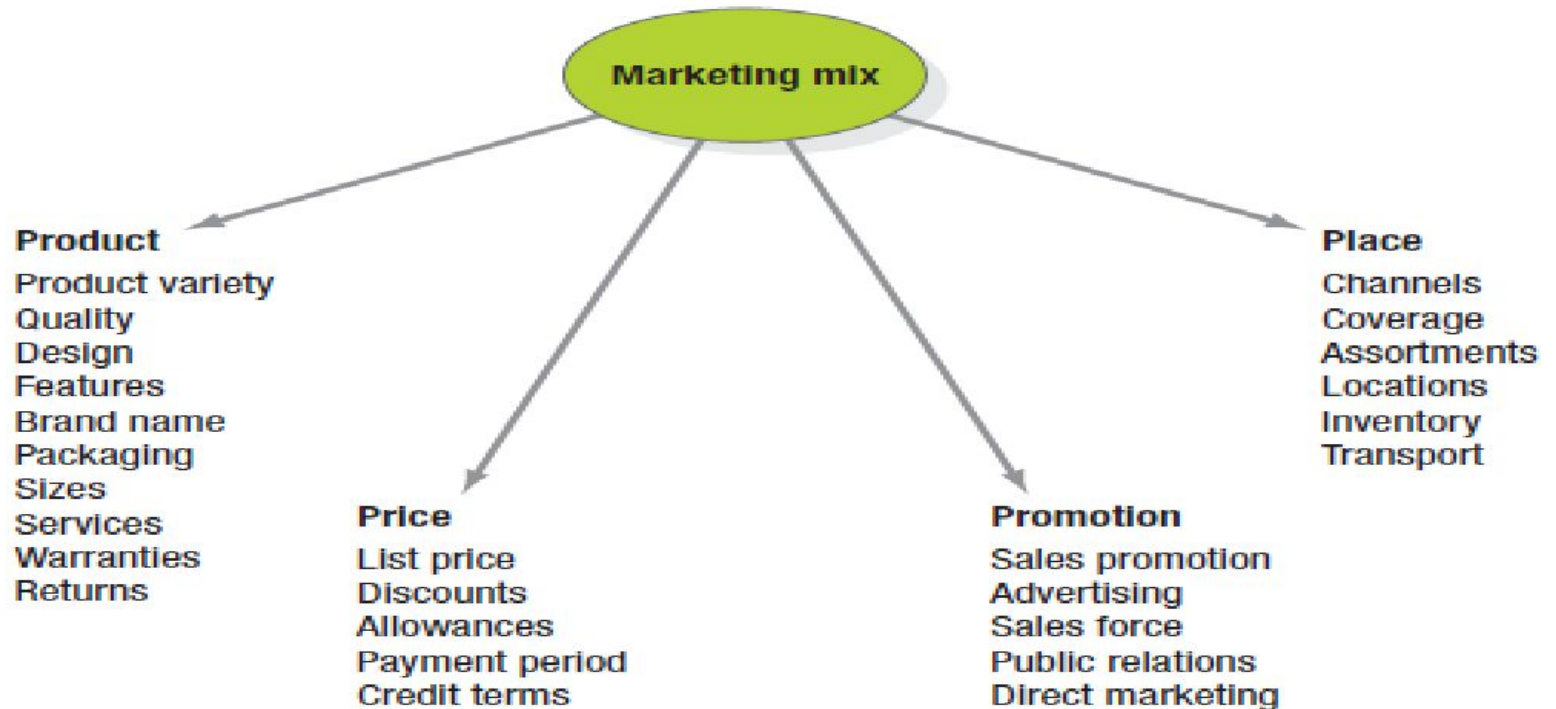 Marketing mix
Product
Product variety
Quality
Design
Features
Brand name
Packaging
Sizes
Services
Warranties
Returns
Price
List price
Discounts
Allowances
Payment period
Credit terms
Promotion
Sales promotion
Advertising
Sales force
Public relations
Direct marketing
Place
Channels
Coverage
Assortments
Locations
Inventory
Transport